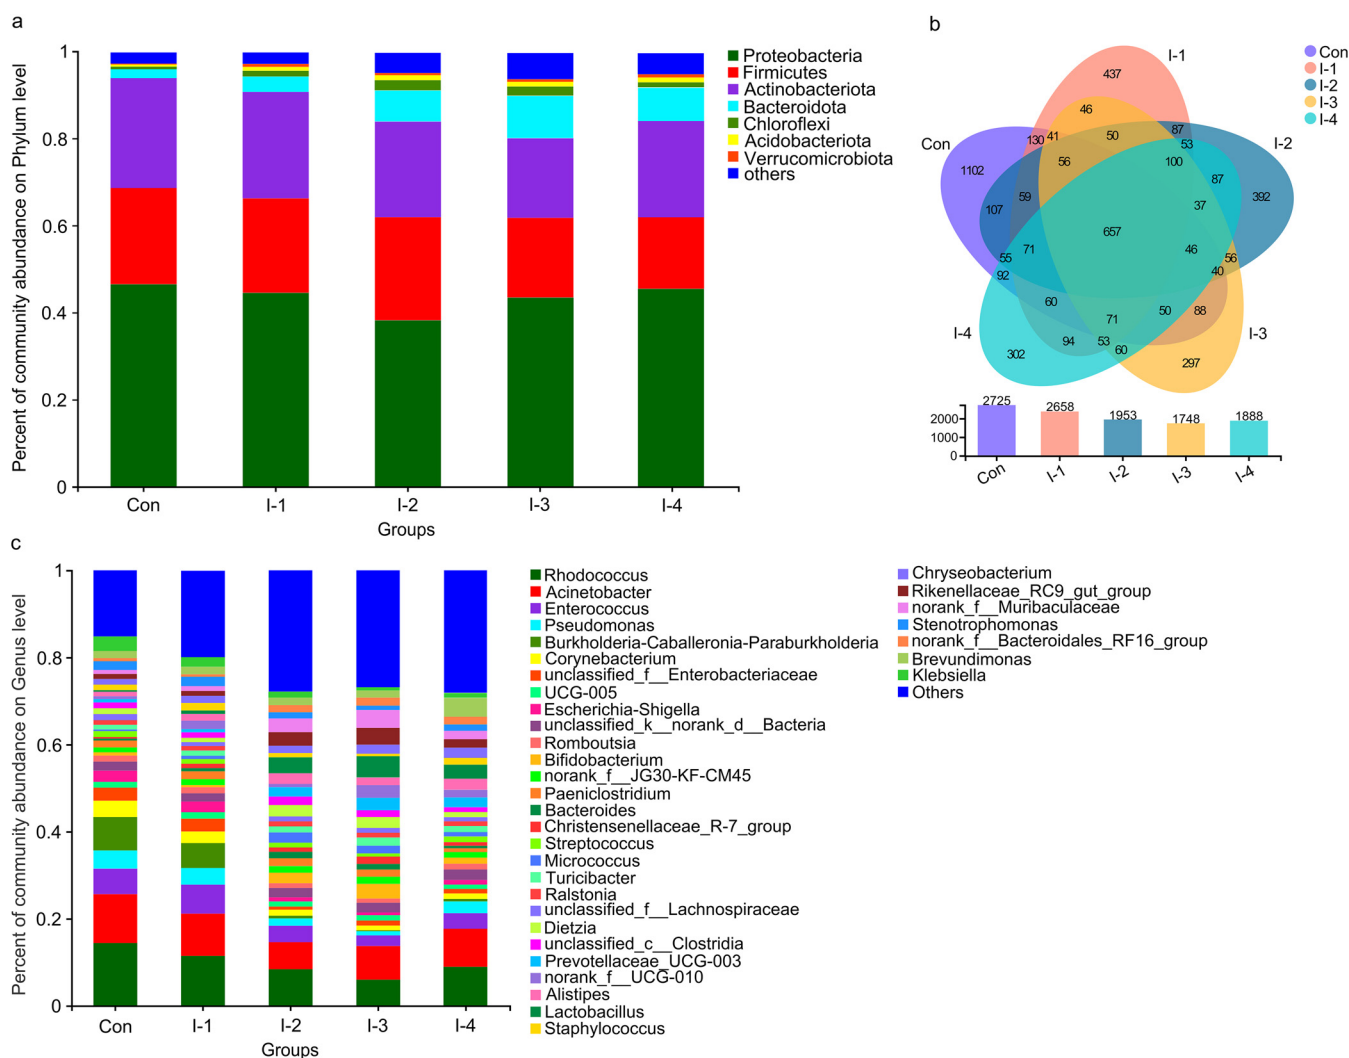 a
Percent of community abundance on Phylum level
1
0.8
0.6
0.4
0.2
0
Con
I-1
I-2
I-3
I-4
Groups
Proteobacteria
Firmicutes
Actinobacteriota
Bacteroidota
Chloroflexi
Acidobacteriota
Verrucomicrobiota
others
b
I-1
I-2
I-3
I-4
Con
Con
I-1
I-2
I-3
I-4
437
46
87
53
130
41
50
56
100
1102
87
392
107
59
37
657
55
71
46
56
92
40
60
71
50
88
94
53
60
302
297
2725
2658
1953
1748
1888
2000
1000
0
Con
I-1
I-2
I-3
I-4
c
Percent of community abundance on Genus level
1
0.8
0.6
0.4
0.2
0
Con
I-1
I-2
I-3
I-4
Groups
Rhodococcus
Acinetobacter
Enterococcus
Pseudomonas
Burkholderia-Caballeronia-Paraburkholderia
Corynebacterium
unclassified_f__Enterobacteriaceae
UCG-005
Escherichia-Shigella
unclassified_k__norank_d__Bacteria
Romboutsia
Bifidobacterium
norank_f__JG30-KF-CM45
Paeniclostridium
Bacteroides
Christensenellaceae_R-7_group
Streptococcus
Micrococcus
Turicibacter
Ralstonia
unclassified_f__Lachnospiraceae
Dietzia
unclassified_c__Clostridia
Prevotellaceae_UCG-003
norank_f__UCG-010
Alistipes
Lactobacillus
Staphylococcus
Chryseobacterium
Rikenellaceae_RC9_gut_group
norank_f__Muribaculaceae
Stenotrophomonas
norank_f__Bacteroidales_RF16_group
Brevundimonas
Klebsiella
Others